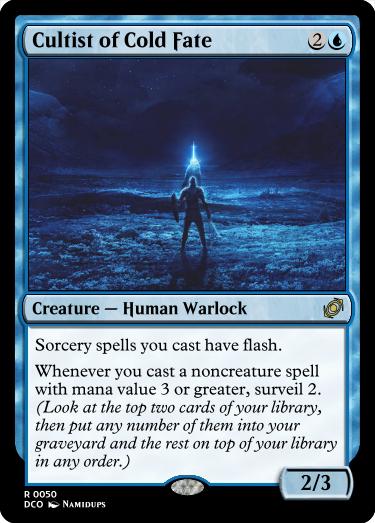 Cultist of Cold Fate 2
Creature — Human Warlock
Sorcery spells you cast have flash.
Whenever you cast a noncreature spell
with mana value 3 or greater, surveil 2.
(Look at the top two cards of your library,
then put any number of them into your
graveyard and the rest on top of your library
in any order.)
2/3
R 0050
DCO Namidups